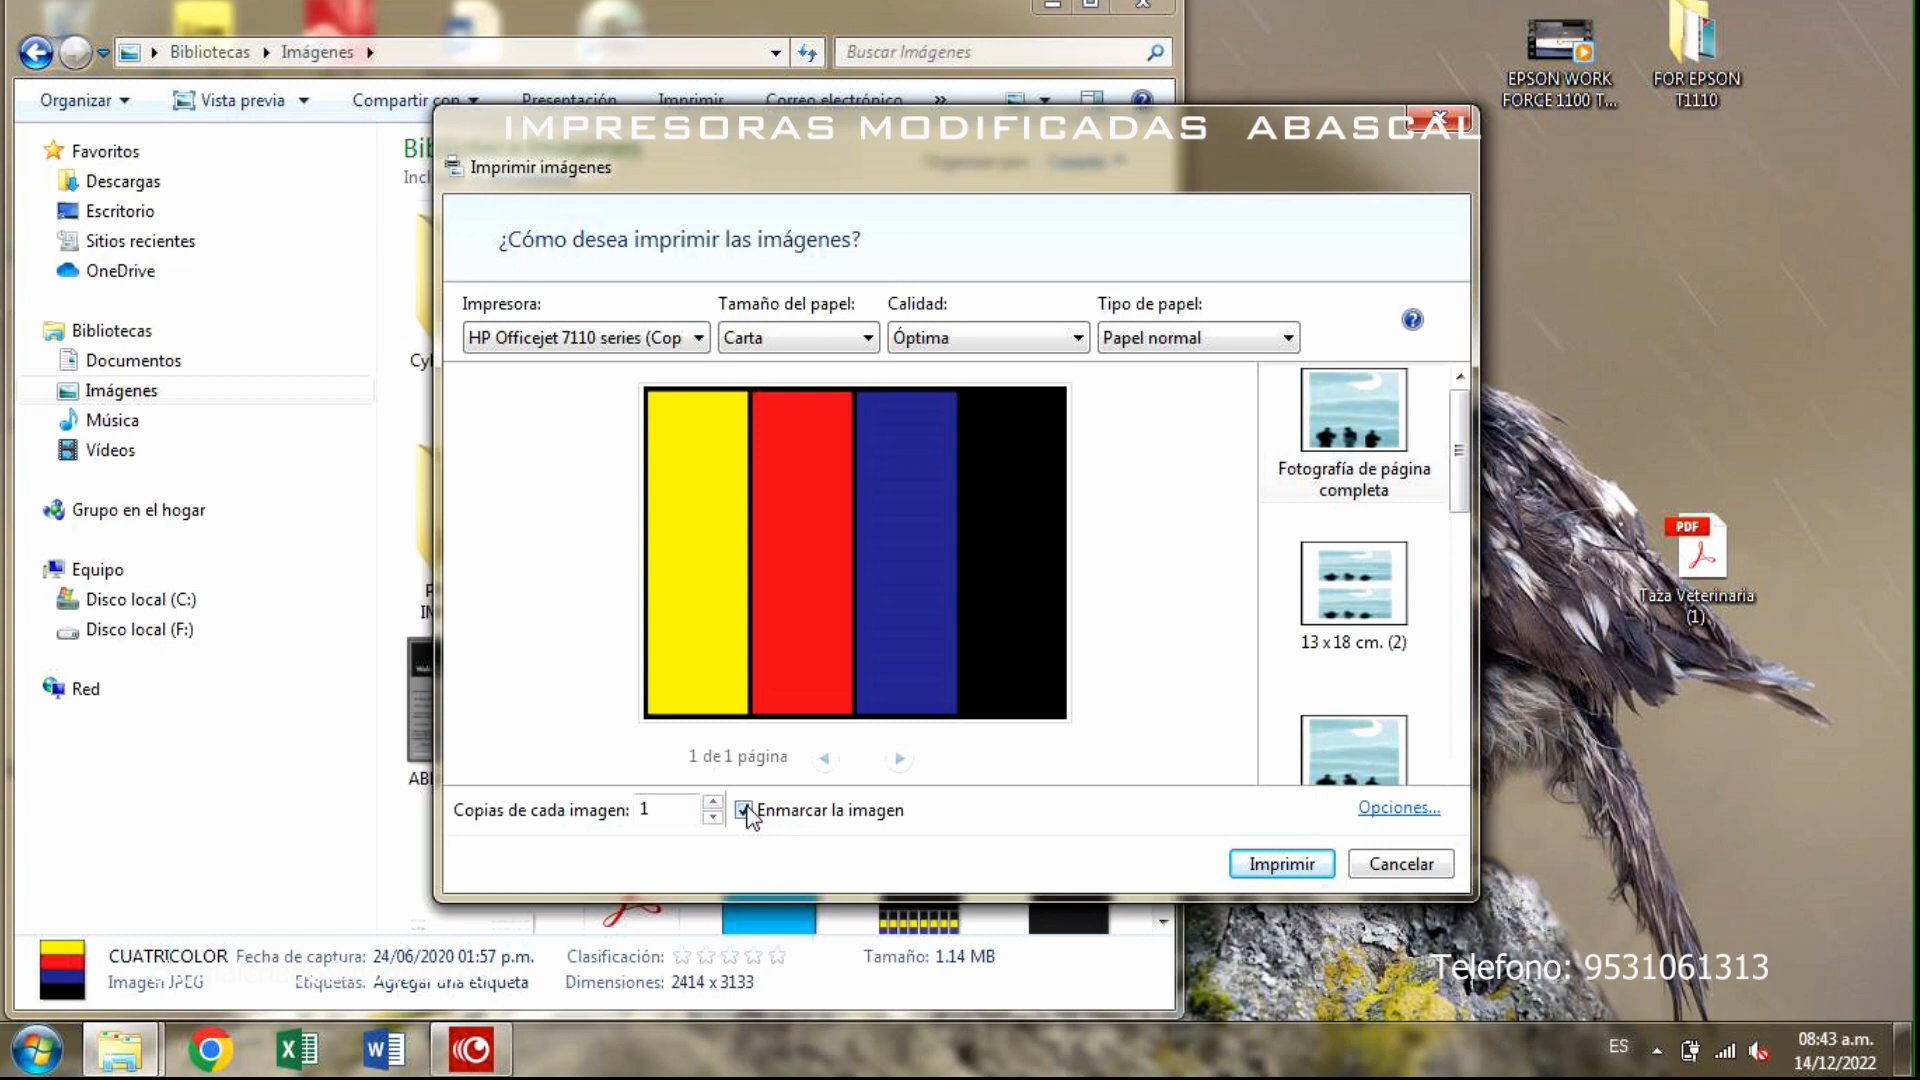 Bibliotecas
Imágenes
Buscar Imágenes
Organizar
Vista previa
Compartir con
Presentación
Imprimir
Correo electrónico
»
IMPRESORAS MODIFICADAS ABASCAL
Imprimir imágenes
¿Cómo desea imprimir las imágenes?
Impresora:
Tamaño del papel:
Calidad:
Tipo de papel:
HP Officejet 7110 series (Cop
Carta
Óptima
Papel normal
Fotografía de página
completa
13 x 18 cm. (2)
1 de 1 página
Copias de cada imagen: 1
Enmarcar la imagen
Opciones...
Imprimir
Cancelar
Favoritos
Descargas
Escritorio
Sitios recientes
OneDrive
Bibliotecas
Documentos
Imágenes
Música
Vídeos
Grupo en el hogar
Equipo
Disco local (C:)
Disco local (F:)
Red
CUATRICOLOR
Fecha de captura: 24/06/2020 01:57 p.m.
Clasificación:
Tamaño: 1.14 MB
Imagen JPEG
Etiquetas: Agregar una etiqueta
Dimensiones: 2414 x 3133
EPSON WORK
FORCE 1100 T...
FOR EPSON
T1110
PDF
Taza Veterinaria
(1)
Telefono: 9531061313
ES
08:43 a.m.
14/12/2022